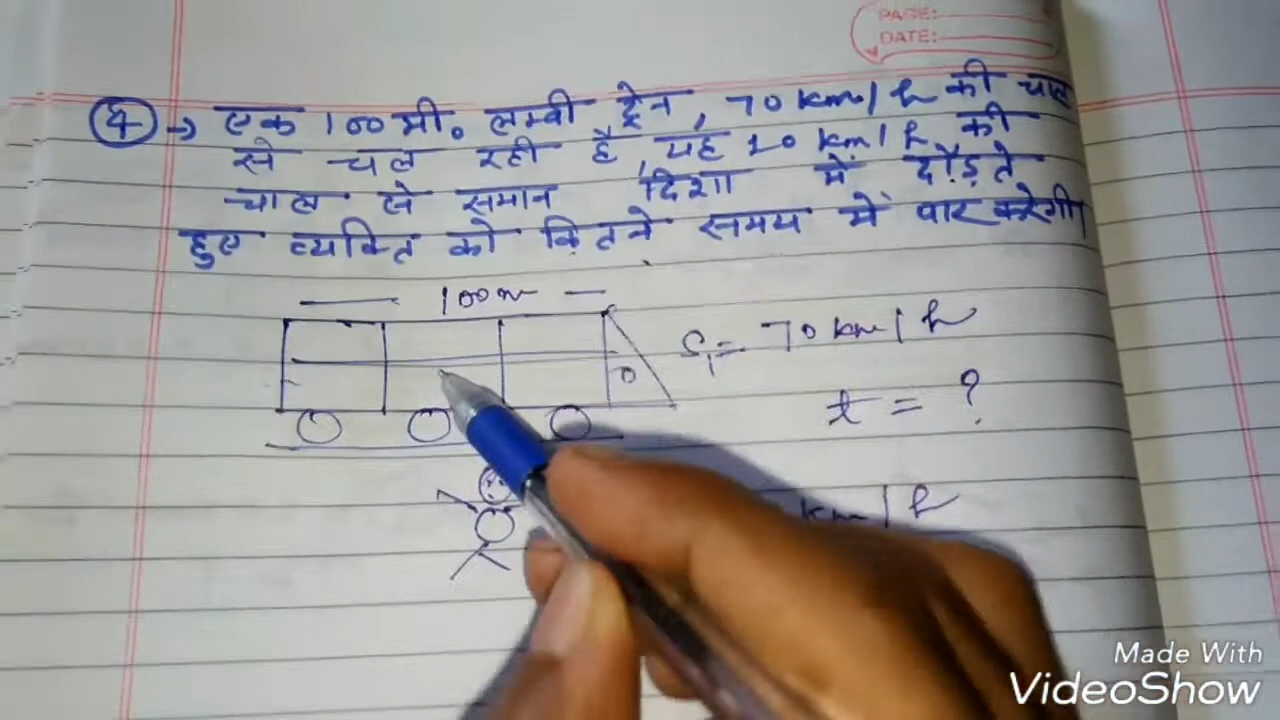 PAGE:
DATE:
4 → एक 100 मी. लम्बी ट्रेन, 70 km/h की चाल
से चल रही है, यह 10 km/h की
चाल से समान दिशा में दौड़ते
हुए व्यक्ति को कितने समय में पार करेगी।
100m
S₁ = 70 km/h
t = ?
km/h
Made With
VideoShow